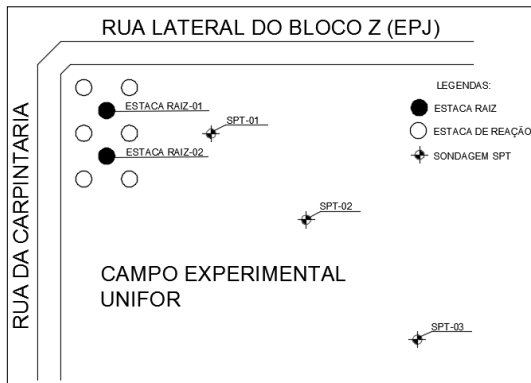 RUA LATERAL DO BLOCO Z (EPJ)
RUA DA CARPINTARIA
LEGENDAS:
ESTACA RAIZ
ESTACA DE REAÇÃO
SONDAGEM SPT
ESTACA RAIZ-01
SPT-01
ESTACA RAIZ-02
SPT-02
CAMPO EXPERIMENTAL
UNIFOR
SPT-03